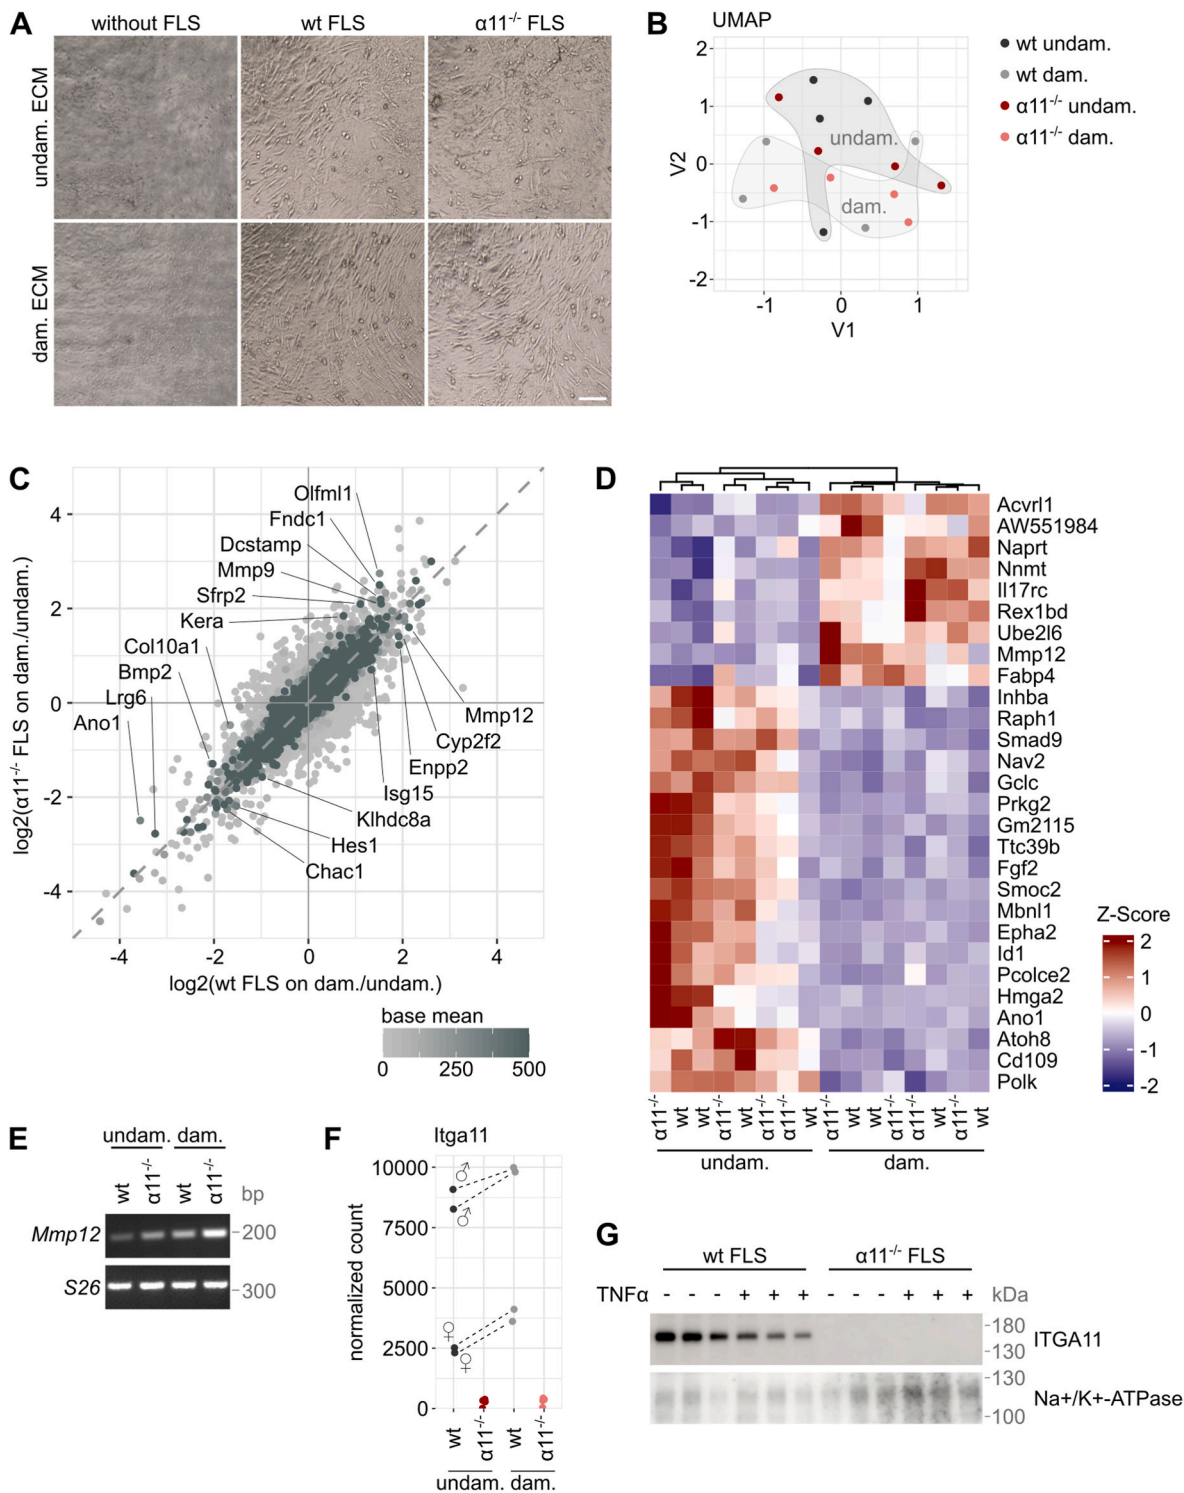 A
without FLS
wt FLS
α11-/- FLS
undam. ECM
dam. ECM
B
UMAP
wt undam.
wt dam.
α11-/- undam.
α11-/- dam.
undam.
dam.
2
1
0
-1
-2
V2
-1
0
1
V1
C
Olfml1
Fndc1
Dcstamp
Mmp9
Sfrp2
Kera
Col10a1
Bmp2
Lrg6
Ano1
Mmp12
Cyp2f2
Enpp2
Isg15
Klhdc8a
Hes1
Chac1
4
2
0
-2
-4
log2(α11-/- FLS on dam./undam.)
-4
-2
0
2
4
log2(wt FLS on dam./undam.)
base mean
0
250
500
D
Acvrl1
AW551984
Naprt
Nnmt
Il17rc
Rex1bd
Ube2l6
Mmp12
Fabp4
Inhba
Raph1
Smad9
Nav2
Gclc
Prkg2
Gm2115
Ttc39b
Fgf2
Smoc2
Mbnl1
Epha2
Id1
Pcolce2
Hmga2
Ano1
Atoh8
Cd109
Polk
α11-/- wt wt α11-/- wt α11-/- α11-/- wt α11-/- wt wt α11-/- α11-/- wt α11-/- wt
undam.
dam.
Z-Score
2
1
0
-1
-2
E
undam. dam.
wt α11-/- wt α11-/-
bp
Mmp12
-200
S26
-300
F
Itga11
10000
7500
5000
2500
0
normalized count
♂
♂
♀
♀
wt α11-/- wt α11-/-
undam. dam.
G
wt FLS
α11-/- FLS
TNFα - - - + + + - - - + + + kDa
-180
-130
ITGA11
-130
-100
Na+/K+-ATPase